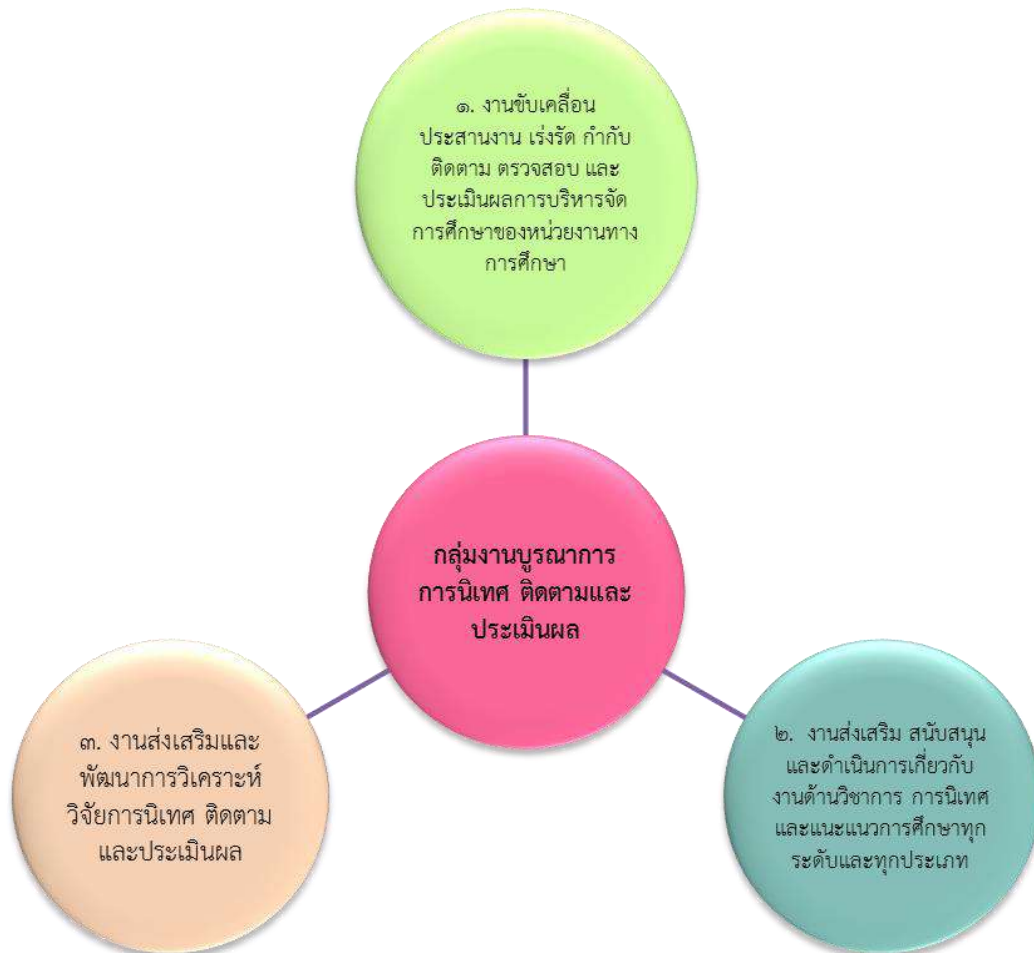 ๑. งานขับเคลื่อน
ประสานงาน เร่งรัด กำกับ
ติดตาม ตรวจสอบ และ
ประเมินผลการบริหารจัด
การศึกษาของหน่วยงานทาง
การศึกษา
กลุ่มงานบูรณาการ
การนิเทศ ติดตามและ
ประเมินผล
๒. งานส่งเสริม สนับสนุน
และดำเนินการเกี่ยวกับ
งานด้านวิชาการ การนิเทศ
และแนะแนวการศึกษาทุก
ระดับและทุกประเภท
๓. งานส่งเสริมและ
พัฒนาการวิเคราะห์
วิจัยการนิเทศ ติดตาม
และประเมินผล